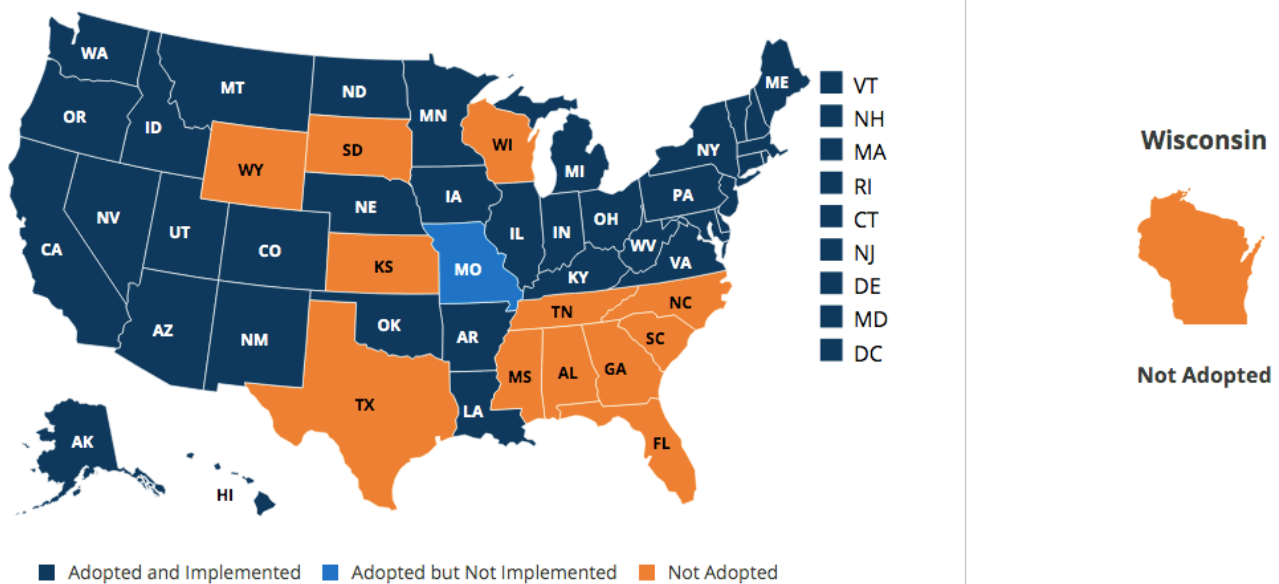 WA
MT
ND
MN
ME
OR
ID
WY
SD
WI
MI
NY
NV
UT
CO
NE
IA
IL
IN
OH
PA
WV
VA
CA
KS
MO
KY
AZ
NM
OK
AR
TN
NC
SC
TX
LA
MS
AL
GA
FL
AK
HI
VT
NH
MA
RI
CT
NJ
DE
MD
DC
Adopted and Implemented
Adopted but Not Implemented
Not Adopted
Wisconsin
Not Adopted